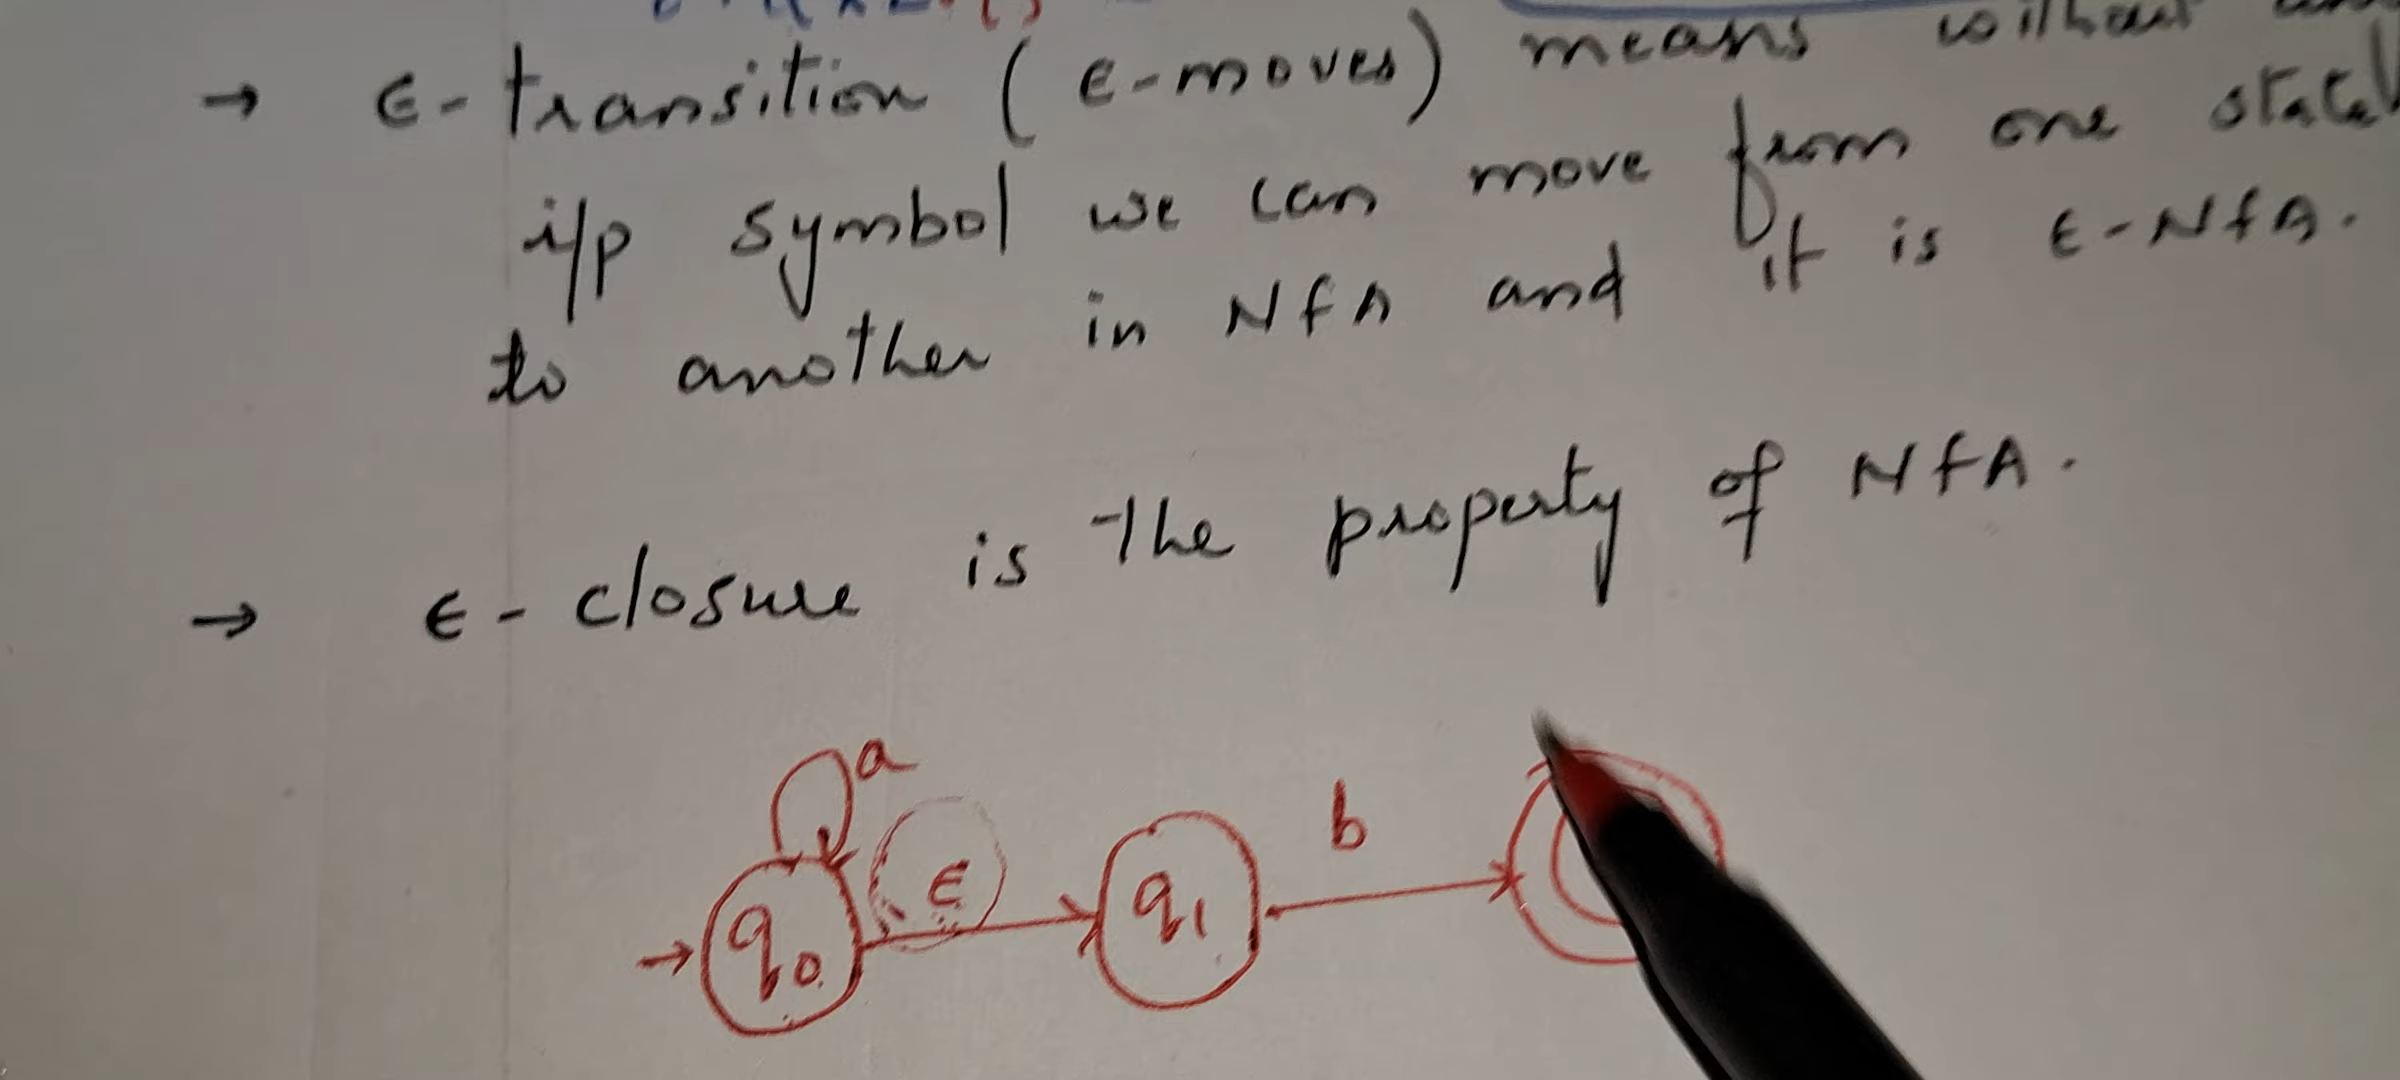 → ε-transition (ε-moves) means without
i/p symbol we can move from one state
to another in NFA and it is ε-NFA.
→ ε-closure is the property of NFA.
a
ε
b
→ q0
q1